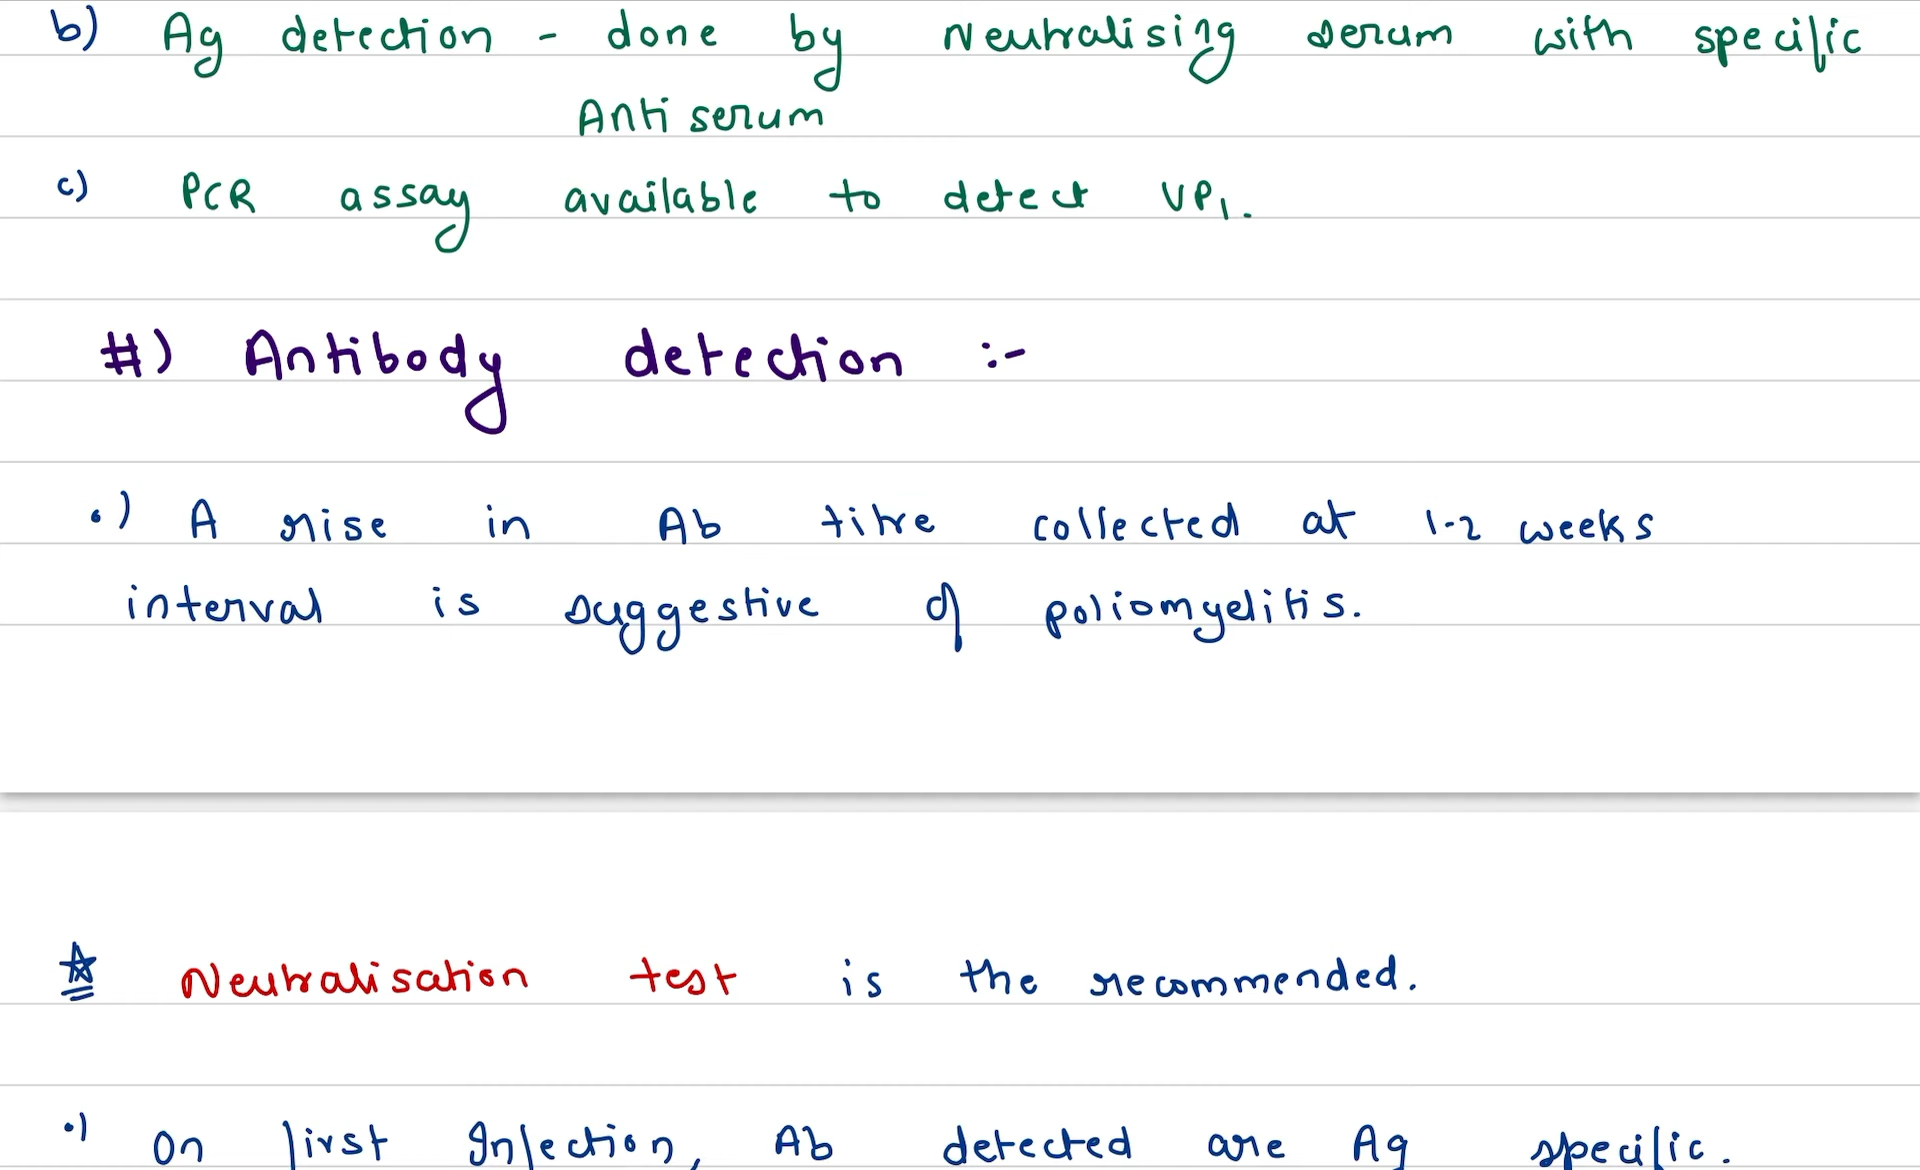 b) Ag detection - done by Neutralising serum with specific
Anti serum
c) PCR assay available to detect VP1.
#) Antibody detection :-
•) A rise in Ab titre collected at 1-2 weeks
interval is suggestive of poliomyelitis.
☆ Neutralisation test is the recommended.
•) On first Infection, Ab detected are Ag specific.